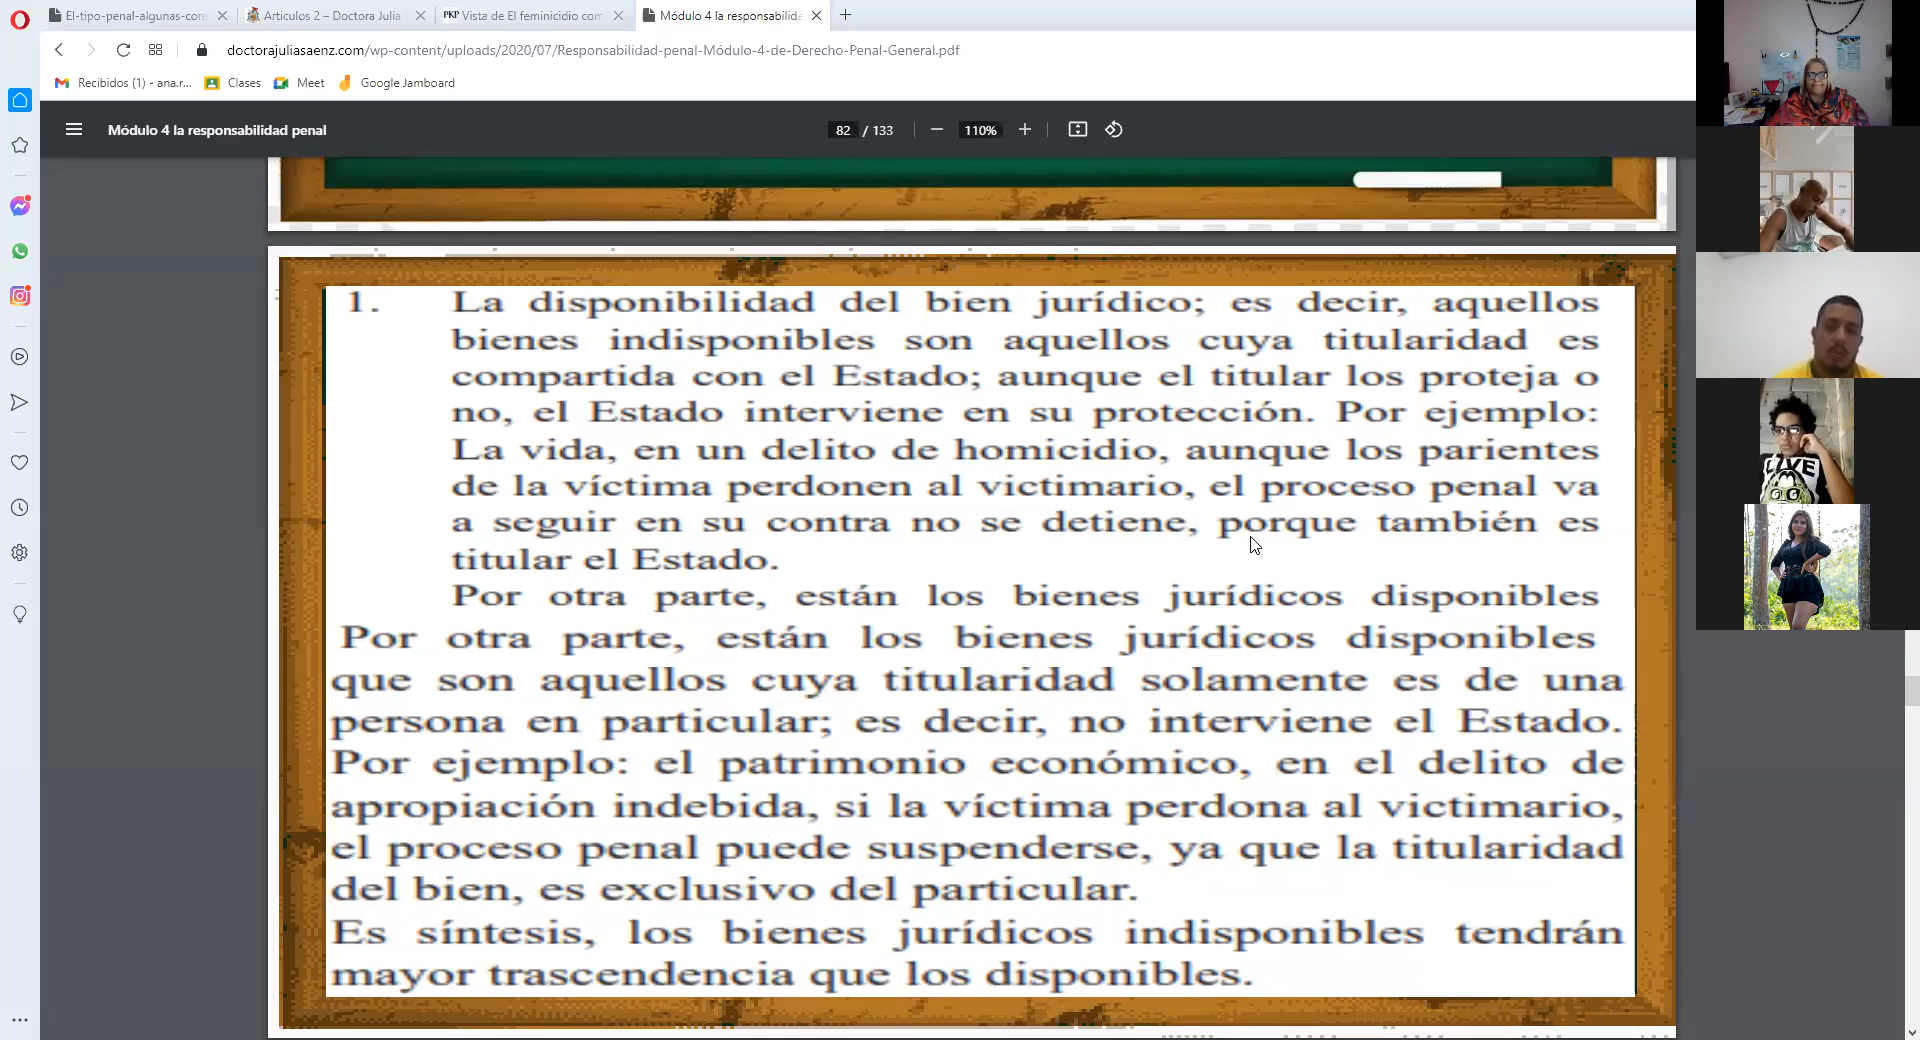 El-tipo-penal-algunas-con
Articulos 2 – Doctora Julia
PKP Vista de El feminicidio com
Módulo 4 la responsabilida
doctorajuliasaenz.com/wp-content/uploads/2020/07/Responsabilidad-penal-Módulo-4-de-Derecho-Penal-General.pdf
Recibidos (1) - ana.r... Clases Meet Google Jamboard
Módulo 4 la responsabilidad penal 82 / 133 110%
1. La disponibilidad del bien jurídico; es decir, aquellos
bienes indisponibles son aquellos cuya titularidad es
compartida con el Estado; aunque el titular los proteja o
no, el Estado interviene en su protección. Por ejemplo:
La vida, en un delito de homicidio, aunque los parientes
de la víctima perdonen al victimario, el proceso penal va
a seguir en su contra no se detiene, porque también es
titular el Estado.
Por otra parte, están los bienes jurídicos disponibles
Por otra parte, están los bienes jurídicos disponibles
que son aquellos cuya titularidad solamente es de una
persona en particular; es decir, no interviene el Estado.
Por ejemplo: el patrimonio económico, en el delito de
apropiación indebida, si la víctima perdona al victimario,
el proceso penal puede suspenderse, ya que la titularidad
del bien, es exclusivo del particular.
Es síntesis, los bienes jurídicos indisponibles tendrán
mayor trascendencia que los disponibles.